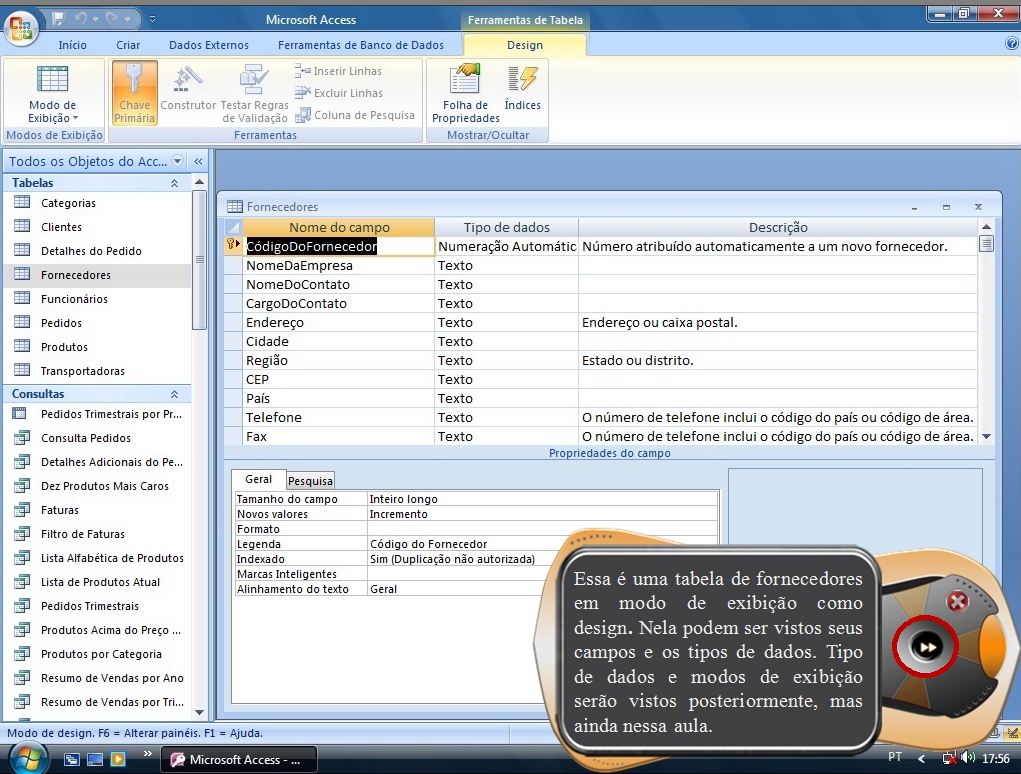 Microsoft Access
Ferramentas de Tabela
Início
Criar
Dados Externos
Ferramentas de Banco de Dados
Design
Modo de
Exibição
Modos de Exibição
Chave
Primária
Construtor
Testar Regras
de Validação
Inserir Linhas
Excluir Linhas
Coluna de Pesquisa
Ferramentas
Folha de
Propriedades
Índices
Mostrar/Ocultar
Todos os Objetos do Acc...
Tabelas
Categorias
Clientes
Detalhes do Pedido
Fornecedores
Funcionários
Pedidos
Produtos
Transportadoras
Consultas
Pedidos Trimestrais por Pr...
Consulta Pedidos
Detalhes Adicionais do Pe...
Dez Produtos Mais Caros
Faturas
Filtro de Faturas
Lista Alfabética de Produtos
Lista de Produtos Atual
Pedidos Trimestrais
Produtos Acima do Preço ...
Produtos por Categoria
Resumo de Vendas por Ano
Resumo de Vendas por Tri...
Fornecedores
Nome do campo Tipo de dados Descrição
CódigoDoFornecedor Numeração Automátic Número atribuído automaticamente a um novo fornecedor.
NomeDaEmpresa Texto
NomeDoContato Texto
CargoDoContato Texto
Endereço Texto Endereço ou caixa postal.
Cidade Texto
Região Texto Estado ou distrito.
CEP Texto
País Texto
Telefone Texto O número de telefone inclui o código do país ou código de área.
Fax Texto O número de telefone inclui o código do país ou código de área.
Propriedades do campo
Geral Pesquisa
Tamanho do campo Inteiro longo
Novos valores Incremento
Formato
Legenda Código do Fornecedor
Indexado Sim (Duplicação não autorizada)
Marcas Inteligentes
Alinhamento do texto Geral
Essa é uma tabela de fornecedores
em modo de exibição como
design. Nela podem ser vistos seus
campos e os tipos de dados. Tipo
de dados e modos de exibição
serão vistos posteriormente, mas
ainda nessa aula.
Modo de design. F6 = Alterar painéis. F1 = Ajuda.
Microsoft Access - ...
PT
17:56